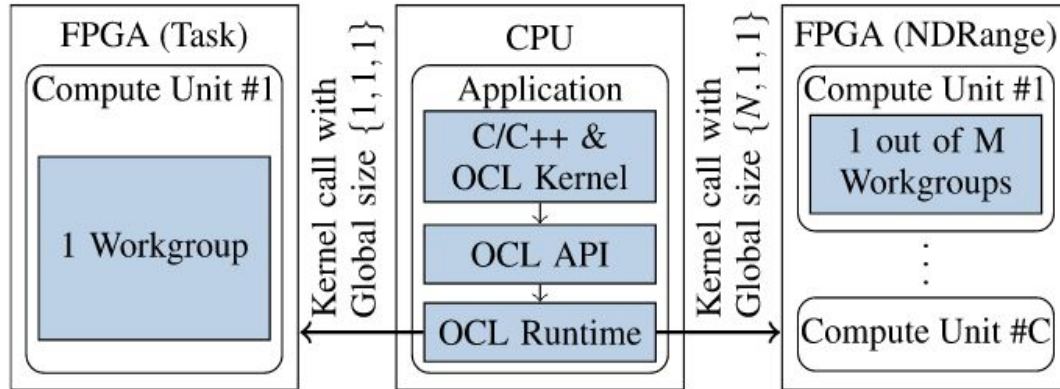 FPGA (Task)
Compute Unit #1
1 Workgroup
Kernel call with
Global size {1, 1, 1}
CPU
Application
C/C++ &
OCL Kernel
OCL API
OCL Runtime
Kernel call with
Global size {N, 1, 1}
FPGA (NDRange)
Compute Unit #1
1 out of M
Workgroups
⋮
Compute Unit #C